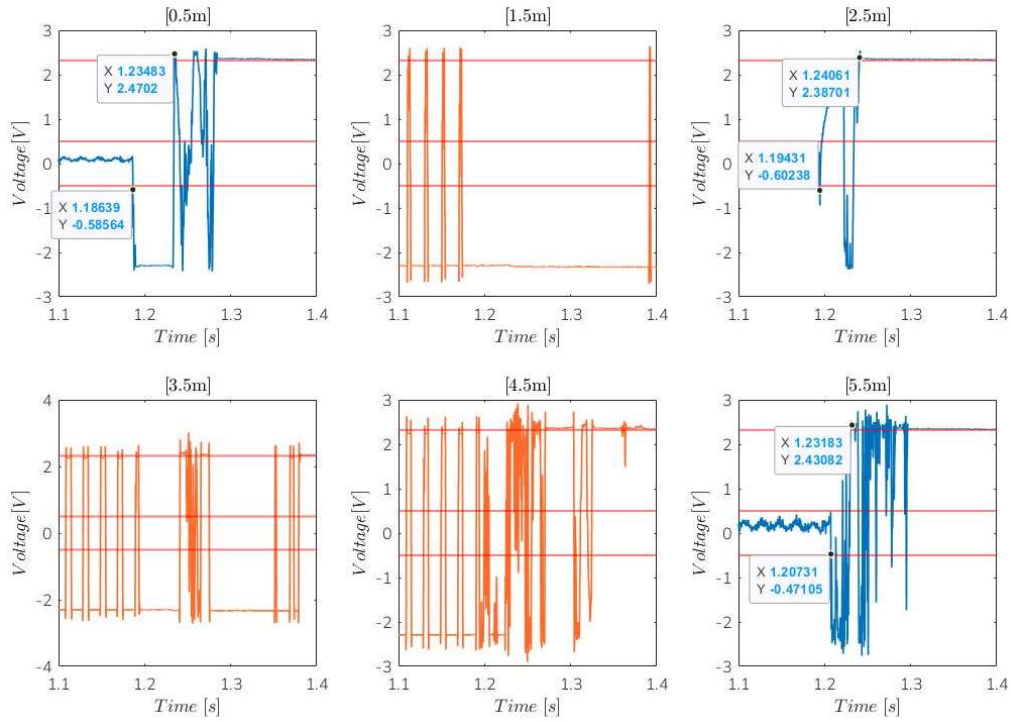 [0.5m]
3
2
1
0
-1
-2
-3
1.1
1.2
1.3
1.4
Voltage[V]
Time [s]
X 1.23483
Y 2.4702
X 1.18639
Y -0.58564
[1.5m]
3
2
1
0
-1
-2
-3
1.1
1.2
1.3
1.4
Voltage[V]
Time [s]
[2.5m]
3
2
1
0
-1
-2
-3
1.1
1.2
1.3
1.4
Voltage[V]
Time [s]
X 1.24061
Y 2.38701
X 1.19431
Y -0.60238
[3.5m]
4
2
0
-2
-4
1.1
1.2
1.3
1.4
Voltage[V]
Time [s]
[4.5m]
3
2
1
0
-1
-2
-3
1.1
1.2
1.3
1.4
Voltage[V]
Time [s]
[5.5m]
3
2
1
0
-1
-2
-3
1.1
1.2
1.3
1.4
Voltage[V]
Time [s]
X 1.23183
Y 2.43082
X 1.20731
Y -0.47105